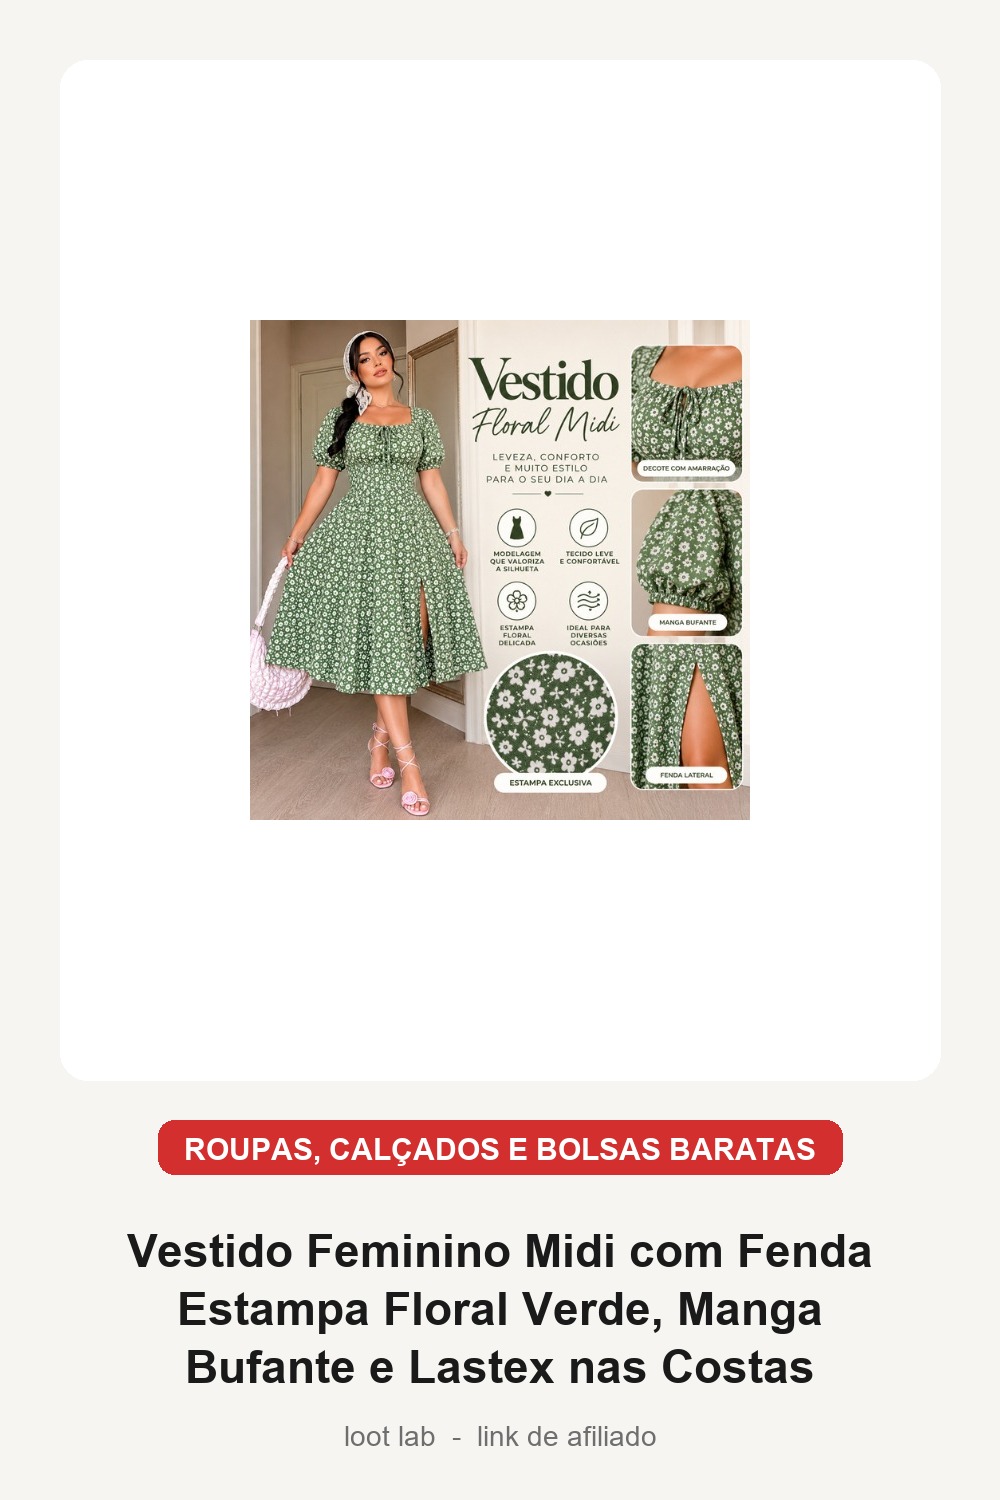 Vestido
Floral Midi
LEVEZA, CONFORTO
E MUITO ESTILO
PARA O SEU DIA A DIA
MODELAGEM
QUE VALORIZA
A SILHUETA
TECIDO LEVE
E CONFORTÁVEL
ESTAMPA
FLORAL
DELICADA
IDEAL PARA
DIVERSAS
OCASIÕES
ESTAMPA EXCLUSIVA
DECOTE COM AMARRAÇÃO
MANGA BUFANTE
FENDA LATERAL
ROUPAS, CALÇADOS E BOLSAS BARATAS
Vestido Feminino Midi com Fenda
Estampa Floral Verde, Manga
Bufante e Lastex nas Costas
loot lab - link de afiliado